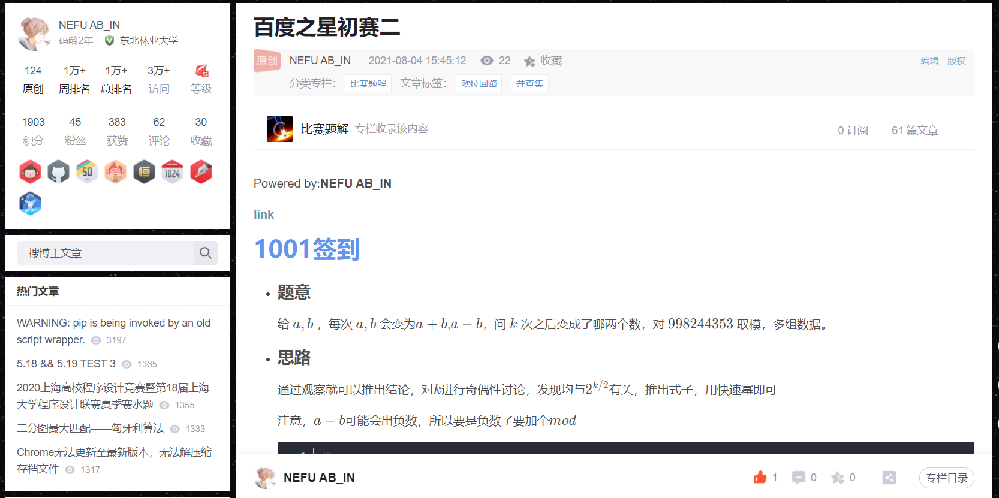 NEFU AB_IN
码龄2年 东北林业大学
124 1万+ 1万+ 3万+
原创 周排名 总排名 访问 等级
1903 45 383 62 30
积分 粉丝 获赞 评论 收藏
50 30 1024
搜博主文章
热门文章
WARNING: pip is being invoked by an old
script wrapper. 3197
5.18 && 5.19 TEST 3 1365
2020上海高校程序设计竞赛暨第18届上海
大学程序设计联赛夏季赛水题 1355
二分图最大匹配——匈牙利算法 1333
Chrome无法更新至最新版本，无法解压缩
存档文件 1317
百度之星初赛二
原创 NEFU AB_IN 2021-08-04 15:45:12 22 收藏 编辑 版权
分类专栏： 比赛题解 文章标签： 欧拉回路 并查集
比赛题解 专栏收录该内容 0 订阅 61 篇文章
Powered by:NEFU AB_IN
link
1001签到
• 题意
给 a, b ，每次 a, b 会变为a + b,a − b，问 k 次之后变成了哪两个数，对 998244353 取模，多组数据。
• 思路
通过观察就可以推出结论，对k进行奇偶性讨论，发现均与2^{k/2}有关，推出式子，用快速幂即可
注意，a − b可能会出负数，所以要是负数了要加个mod
NEFU AB_IN 1 0 0 专栏目录